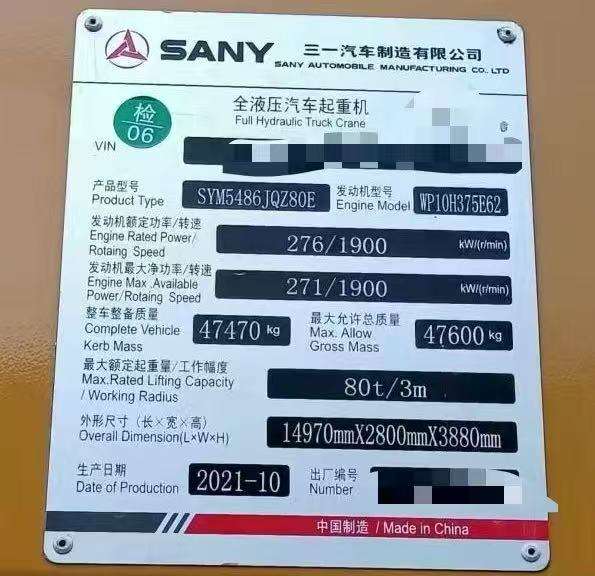 SANY 三一汽车制造有限公司
SANY AUTOMOBILE MANUFACTURING CO., LTD
检
06
全液压汽车起重机
Full Hydraulic Truck Crane
VIN
产品型号 SYM5486JQZ80E 发动机型号 WP10H375E62
Product Type Engine Model
发动机额定功率/转速
Engine Rated Power/ 276/1900 kW/(r/min)
Rotaing Speed
发动机最大净功率/转速
Engine Max .Available 271/1900 kW/(r/min)
Power/Rotaing Speed
整车整备质量 最大允许总质量
Complete Vehicle 47470 kg Max. Allow 47600 kg
Kerb Mass Gross Mass
最大额定起重量/工作幅度
Max.Rated Lifting Capacity 80t/3m
/ Working Radius
外形尺寸 (长×宽×高) 14970mmX2800mmX3880mm
Overall Dimension(L×W×H)
生产日期 2021-10 出厂编号
Date of Production Number
中国制造 / Made in China